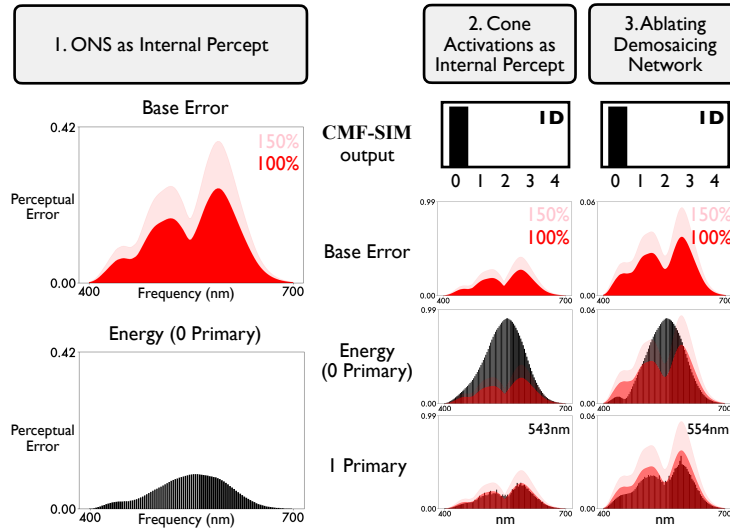 1. ONS as Internal Percept
2. Cone
Activations as
Internal Percept
3. Ablating
Demosaicing
Network
Base Error
0.42
150%
100%
Perceptual
Error
0.00
400
Frequency (nm)
700
Energy (0 Primary)
0.42
Perceptual
Error
0.00
400
Frequency (nm)
700
CMF-SIM
output
1D
0 1 2 3 4
1D
0 1 2 3 4
Base Error
0.99
150%
100%
0.00
400
700
0.06
150%
100%
0.00
400
700
Energy
(0 Primary)
0.99
0.00
400
700
0.06
0.00
400
700
1 Primary
0.99
543nm
0.00
400
nm
700
0.06
554nm
0.00
400
nm
700